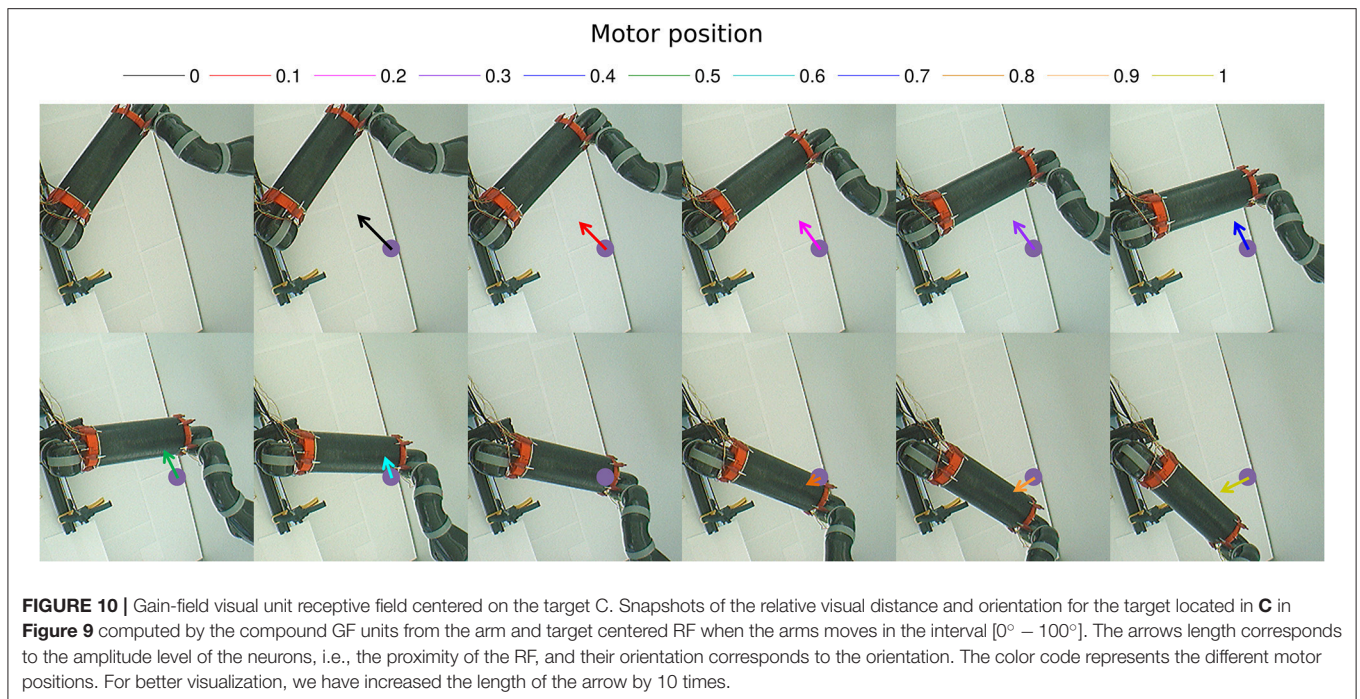 Motor position
0 0.1 0.2 0.3 0.4 0.5 0.6 0.7 0.8 0.9 1
FIGURE 10 | Gain-field visual unit receptive field centered on the target C. Snapshots of the relative visual distance and orientation for the target located in C in
Figure 9 computed by the compound GF units from the arm and target centered RF when the arms moves in the interval [0° − 100°]. The arrows length corresponds
to the amplitude level of the neurons, i.e., the proximity of the RF, and their orientation corresponds to the orientation. The color code represents the different motor
positions. For better visualization, we have increased the length of the arrow by 10 times.